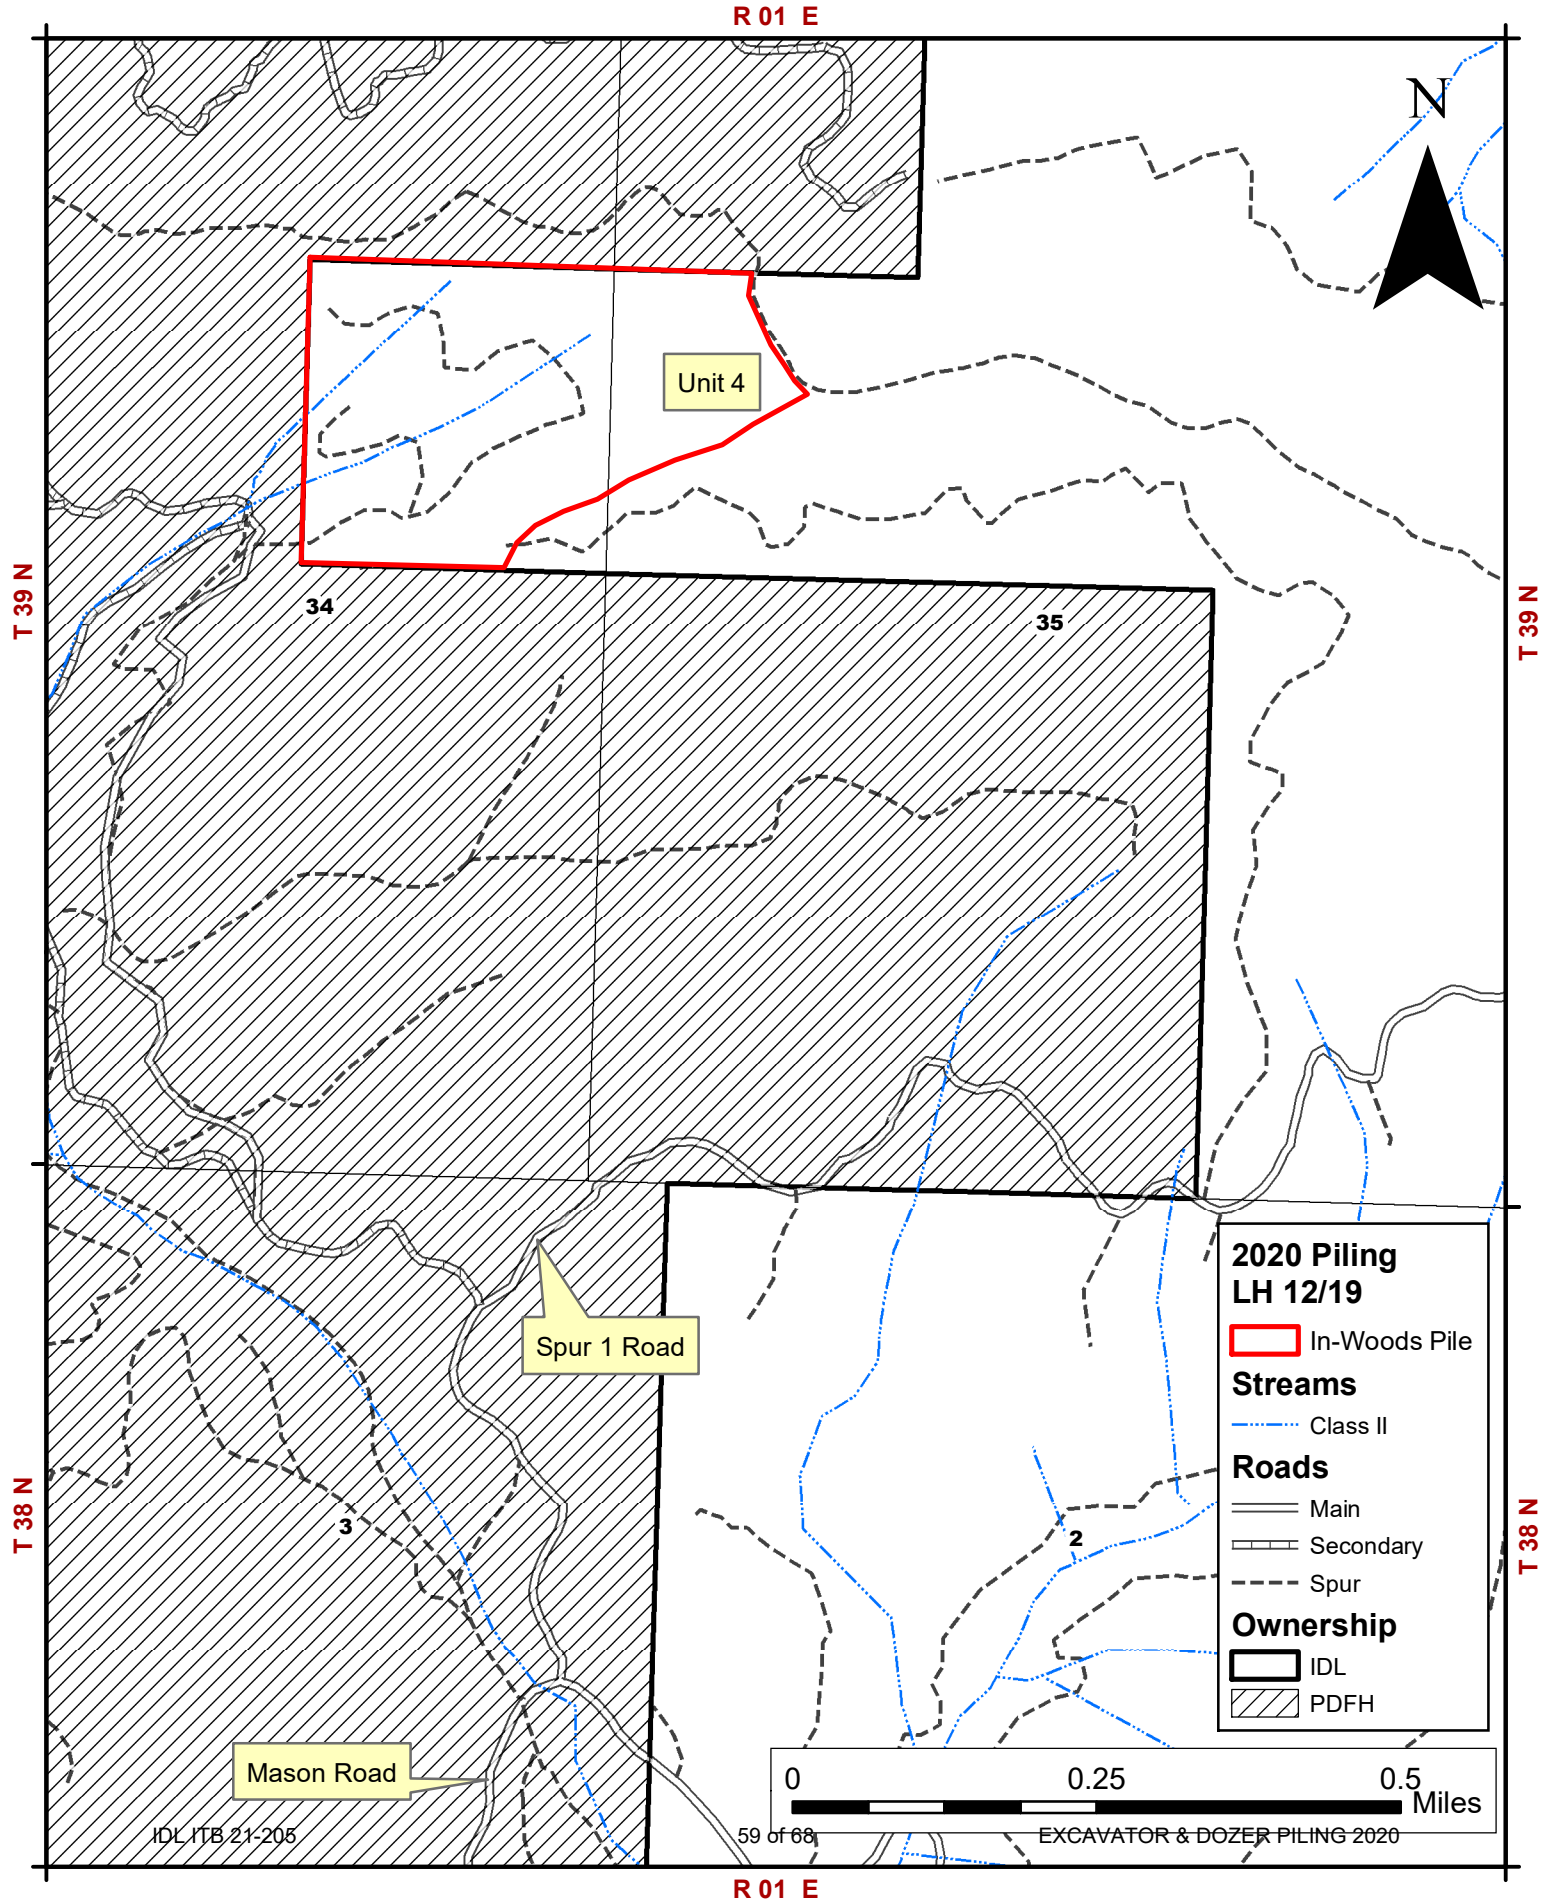 R 01 E
N
Unit 4
T 39 N
T 39 N
34
35
Spur 1 Road
2020 Piling
LH 12/19
In-Woods Pile
Streams
Class II
Roads
Main
Secondary
Spur
Ownership
IDL
PDFH
T 38 N
T 38 N
3
2
Mason Road
0 0.25 0.5
Miles
IDL ITB 21-205 59 of 68 EXCAVATOR & DOZER PILING 2020
R 01 E